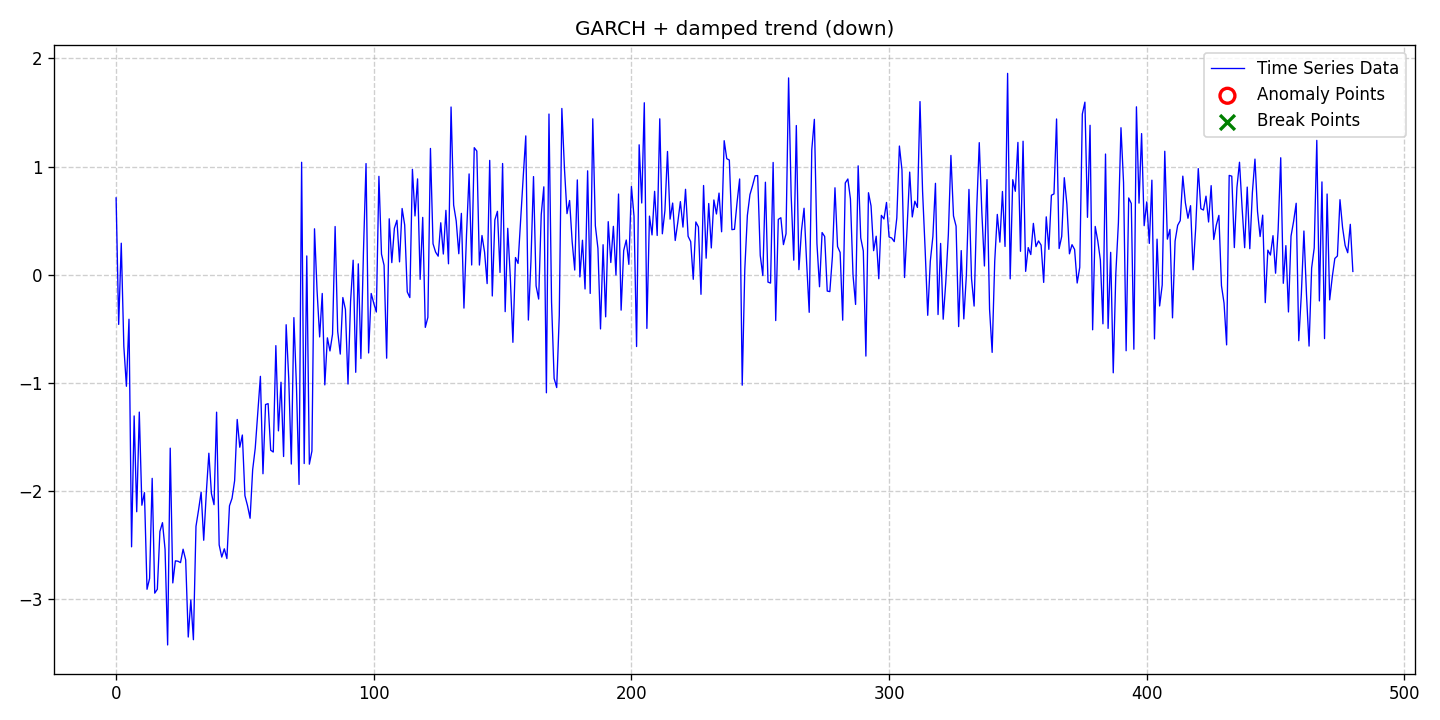 GARCH + damped trend (down)
Time Series Data
Anomaly Points
Break Points
2
1
0
−1
−2
−3
0 100 200 300 400 500